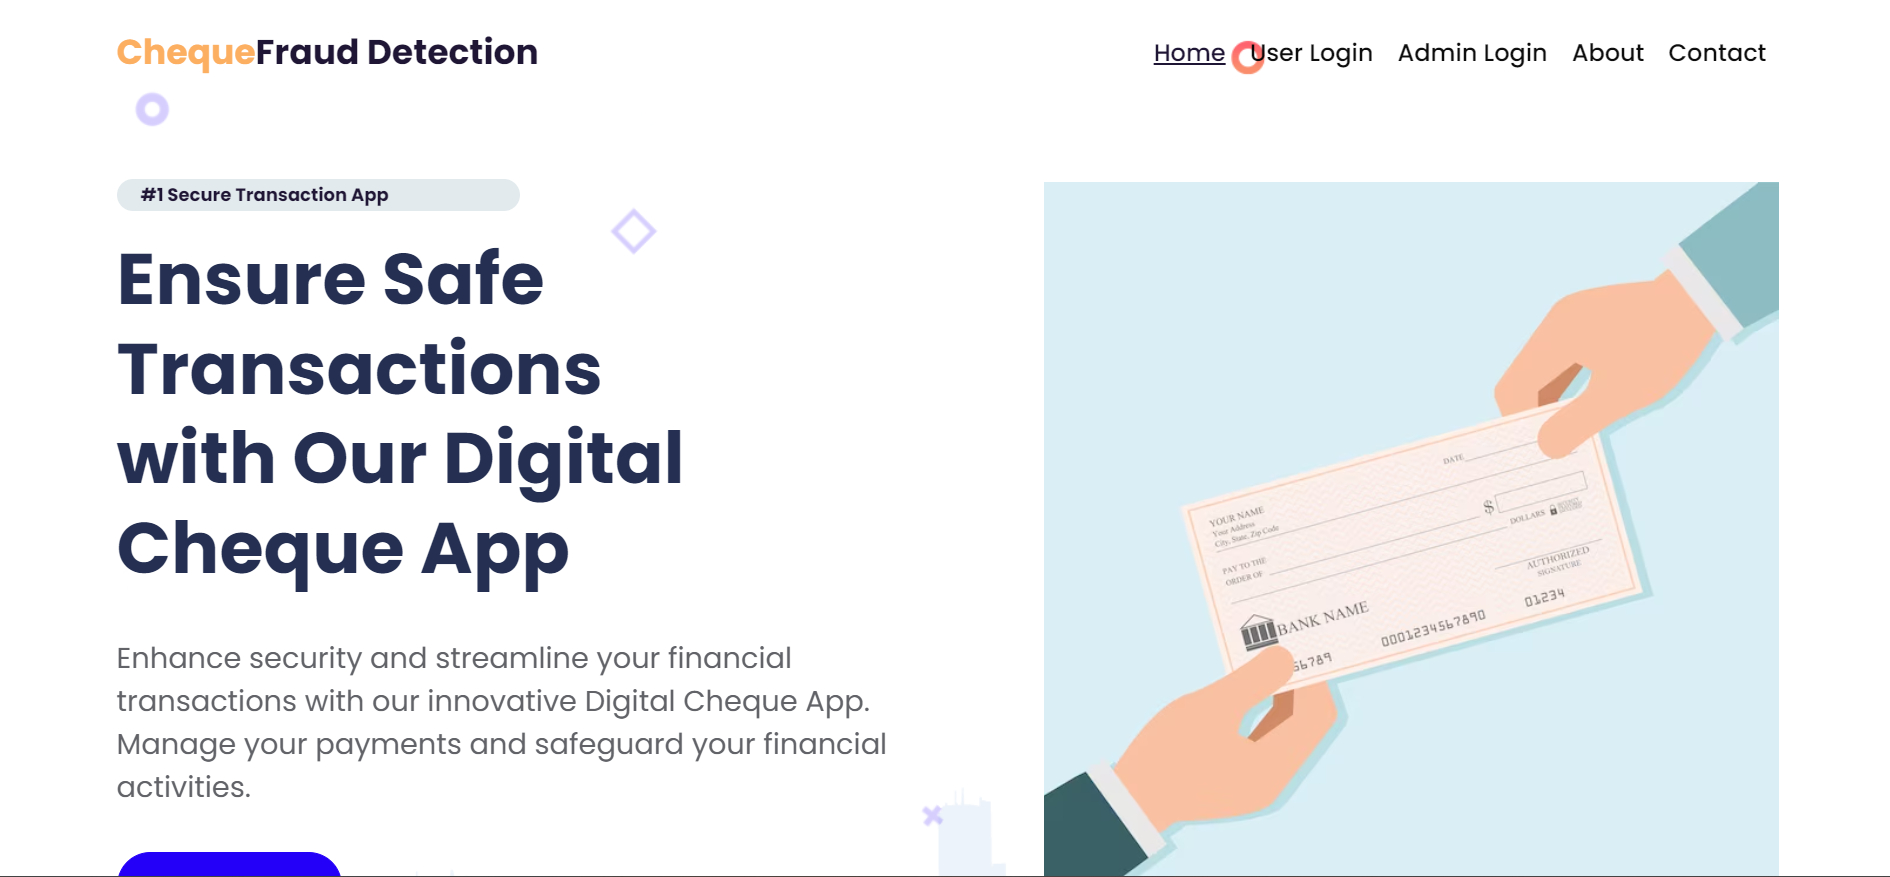 ChequeFraud Detection
Home User Login Admin Login About Contact
#1 Secure Transaction App
Ensure Safe
Transactions
with Our Digital
Cheque App
Enhance security and streamline your financial
transactions with our innovative Digital Cheque App.
Manage your payments and safeguard your financial
activities.
DATE
YOUR NAME
Your Address
City, State, Zip Code
$
DOLLARS
PAY TO THE
ORDER OF
AUTHORIZED
SIGNATURE
BANK NAME
56789 0001234567890 01234